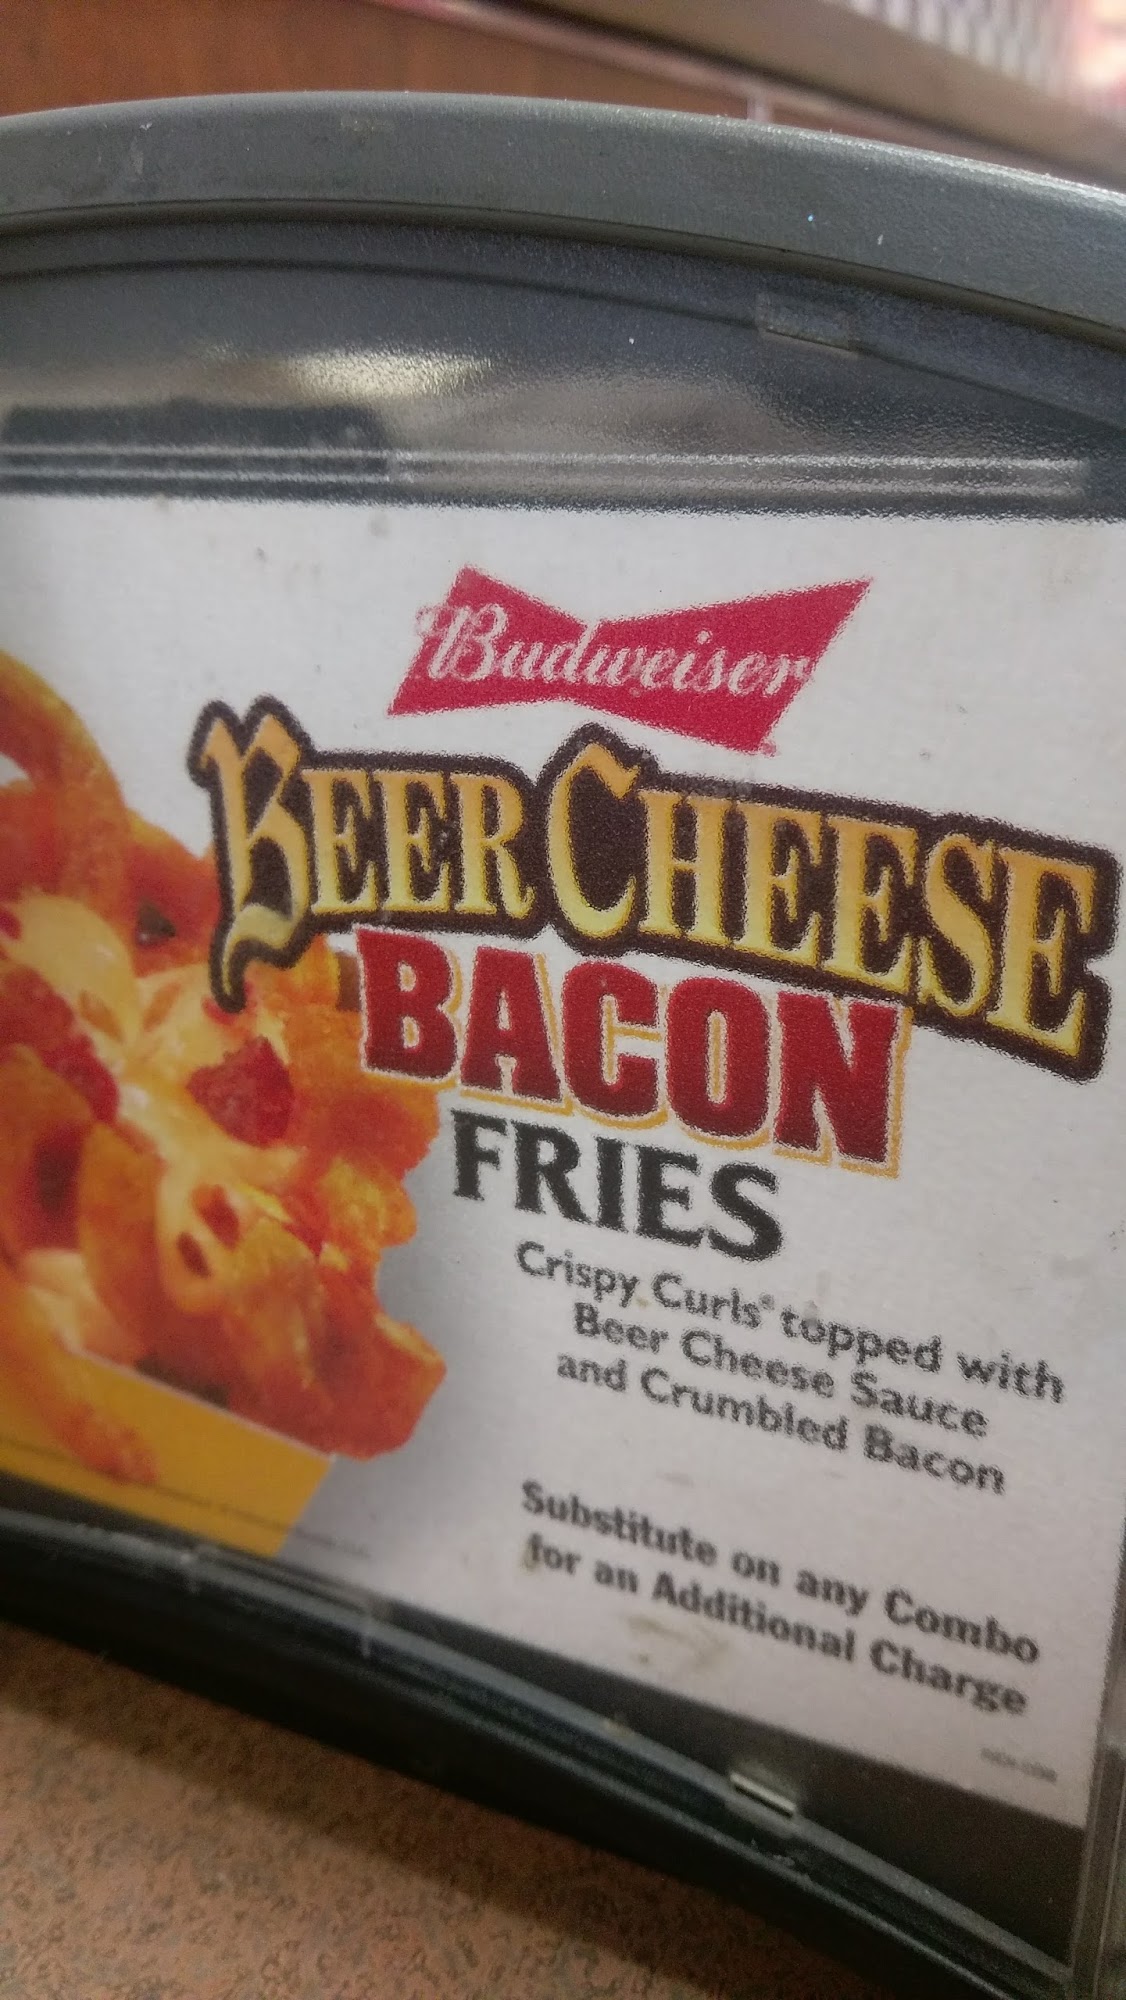 Budweiser
BEER CHEESE
BACON
FRIES
Crispy Curls® topped with
Beer Cheese Sauce
and Crumbled Bacon
Substitute on any Combo
for an Additional Charge